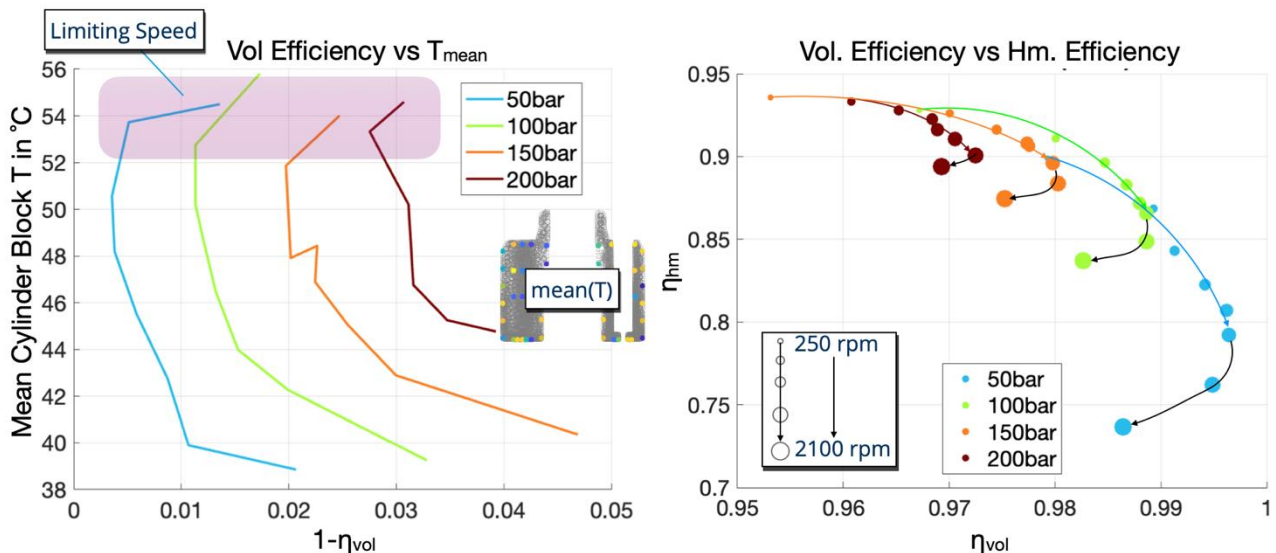 Limiting Speed
Vol Efficiency vs Tmean
56
54
52
50
48
46
44
42
40
38
Mean Cylinder Block T in °C
50bar
100bar
150bar
200bar
mean(T)
0 0.01 0.02 0.03 0.04 0.05
1-ηvol
Vol. Efficiency vs Hm. Efficiency
0.95
0.9
0.85
0.8
0.75
0.7
ηhm
250 rpm
2100 rpm
50bar
100bar
150bar
200bar
0.95 0.96 0.97 0.98 0.99 1
ηvol